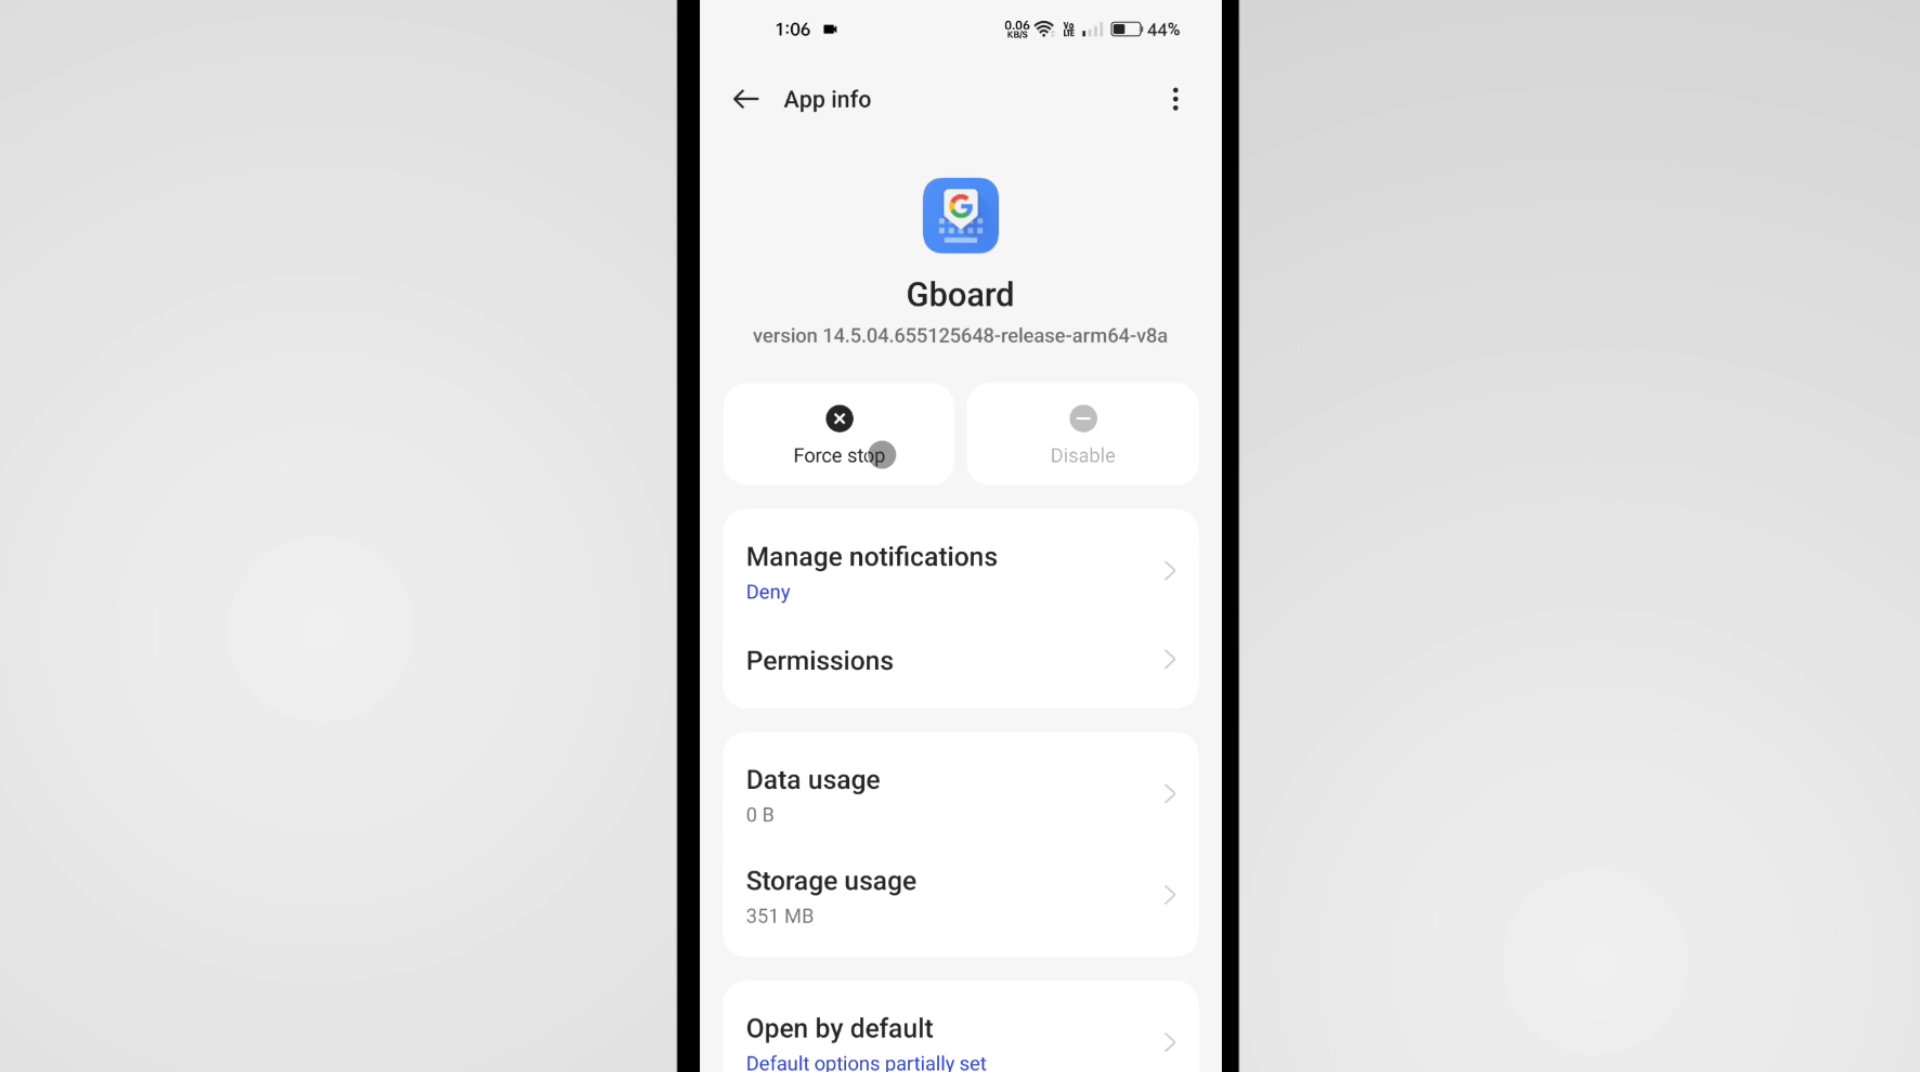 1:06
0.06 KB/S Vo LTE 44%
App info
G
Gboard
version 14.5.04.655125648-release-arm64-v8a
Force stop
Disable
Manage notifications
Deny
Permissions
Data usage
0 B
Storage usage
351 MB
Open by default
Default options partially set